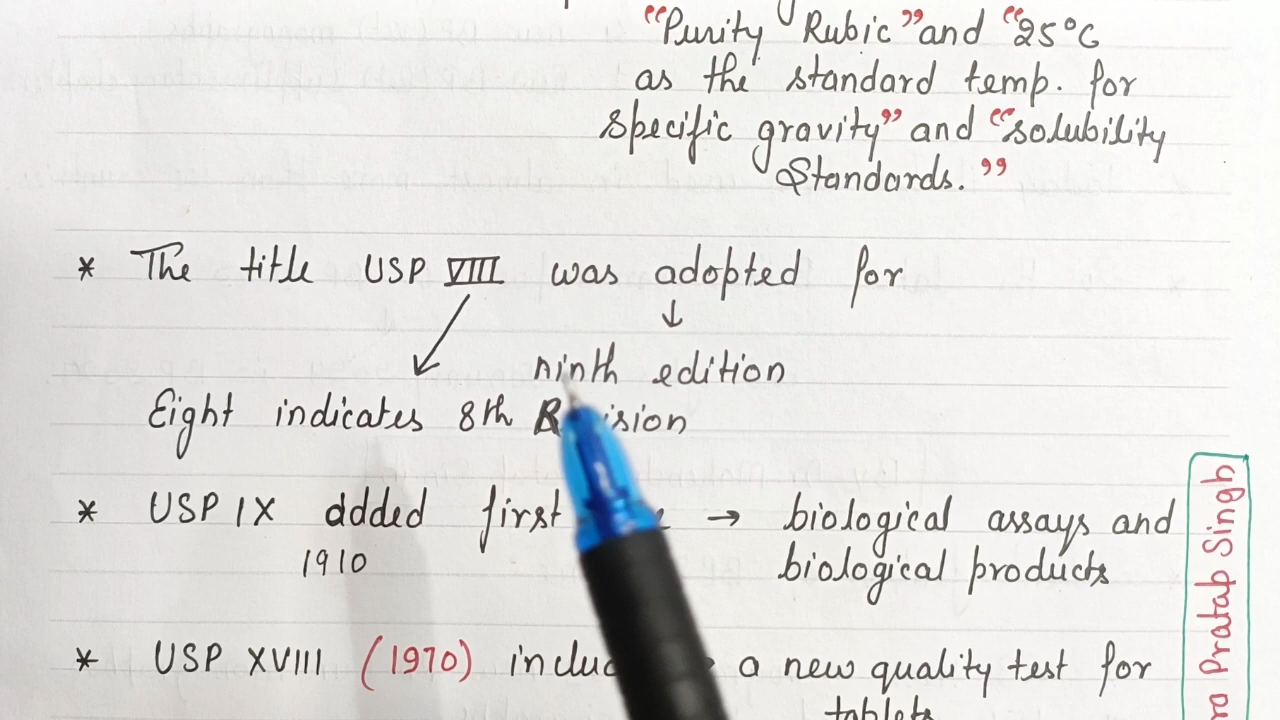 “Purity Rubic” and “25°C
as the standard temp. for
specific gravity” and “solubility
Standards.”
* The title USP VIII was adopted for
ninth edition
Eight indicates 8th
* USP IX added first → biological assays and
1910
biological products
* USP XVIII (1970) a new quality test for
tablets
Pratap Singh